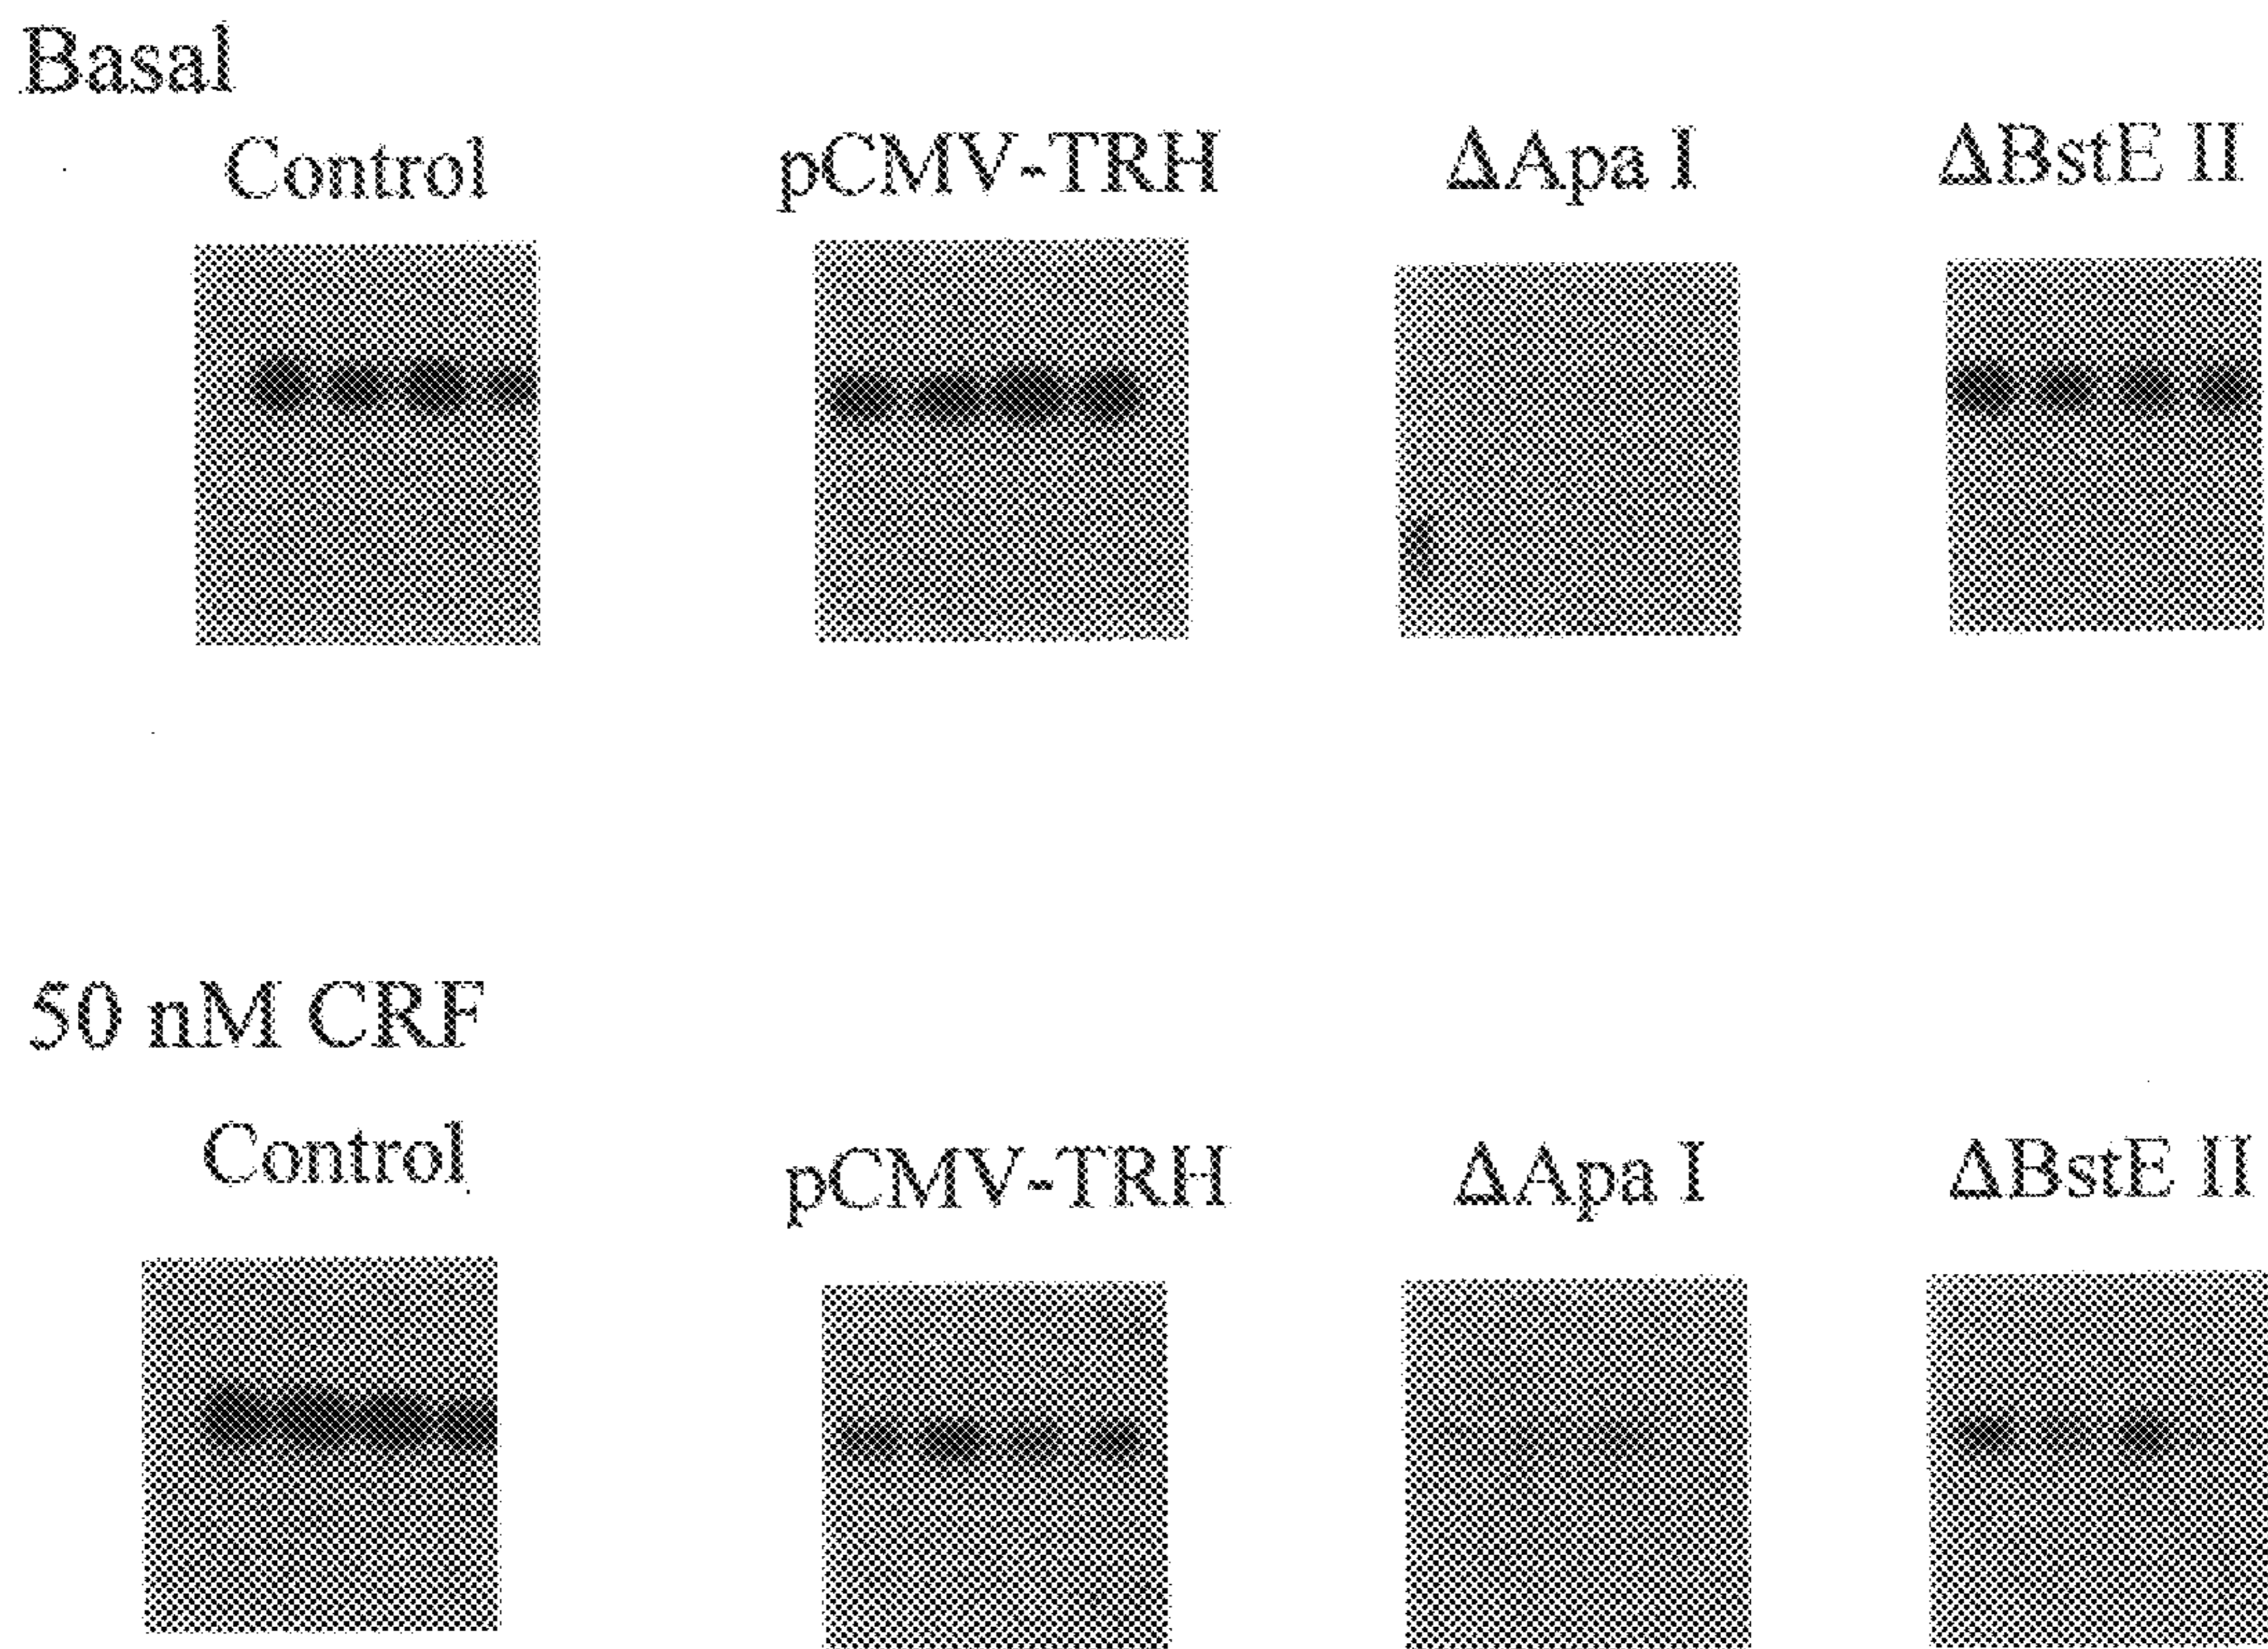 Basal
Control pCMV-TRH ΔApa I ΔBstE II
50 nM CRF
Control pCMV-TRH ΔApa I ΔBstE II